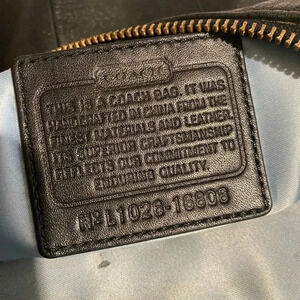 COACH
THIS IS A COACH BAG. IT WAS
HANDCRAFTED IN CHINA FROM THE
FINEST MATERIALS AND LEATHER.
ITS SUPERIOR CRAFTSMANSHIP
REFLECTS OUR COMMITMENT TO
ENDURING QUALITY.
Nº L1026-16808